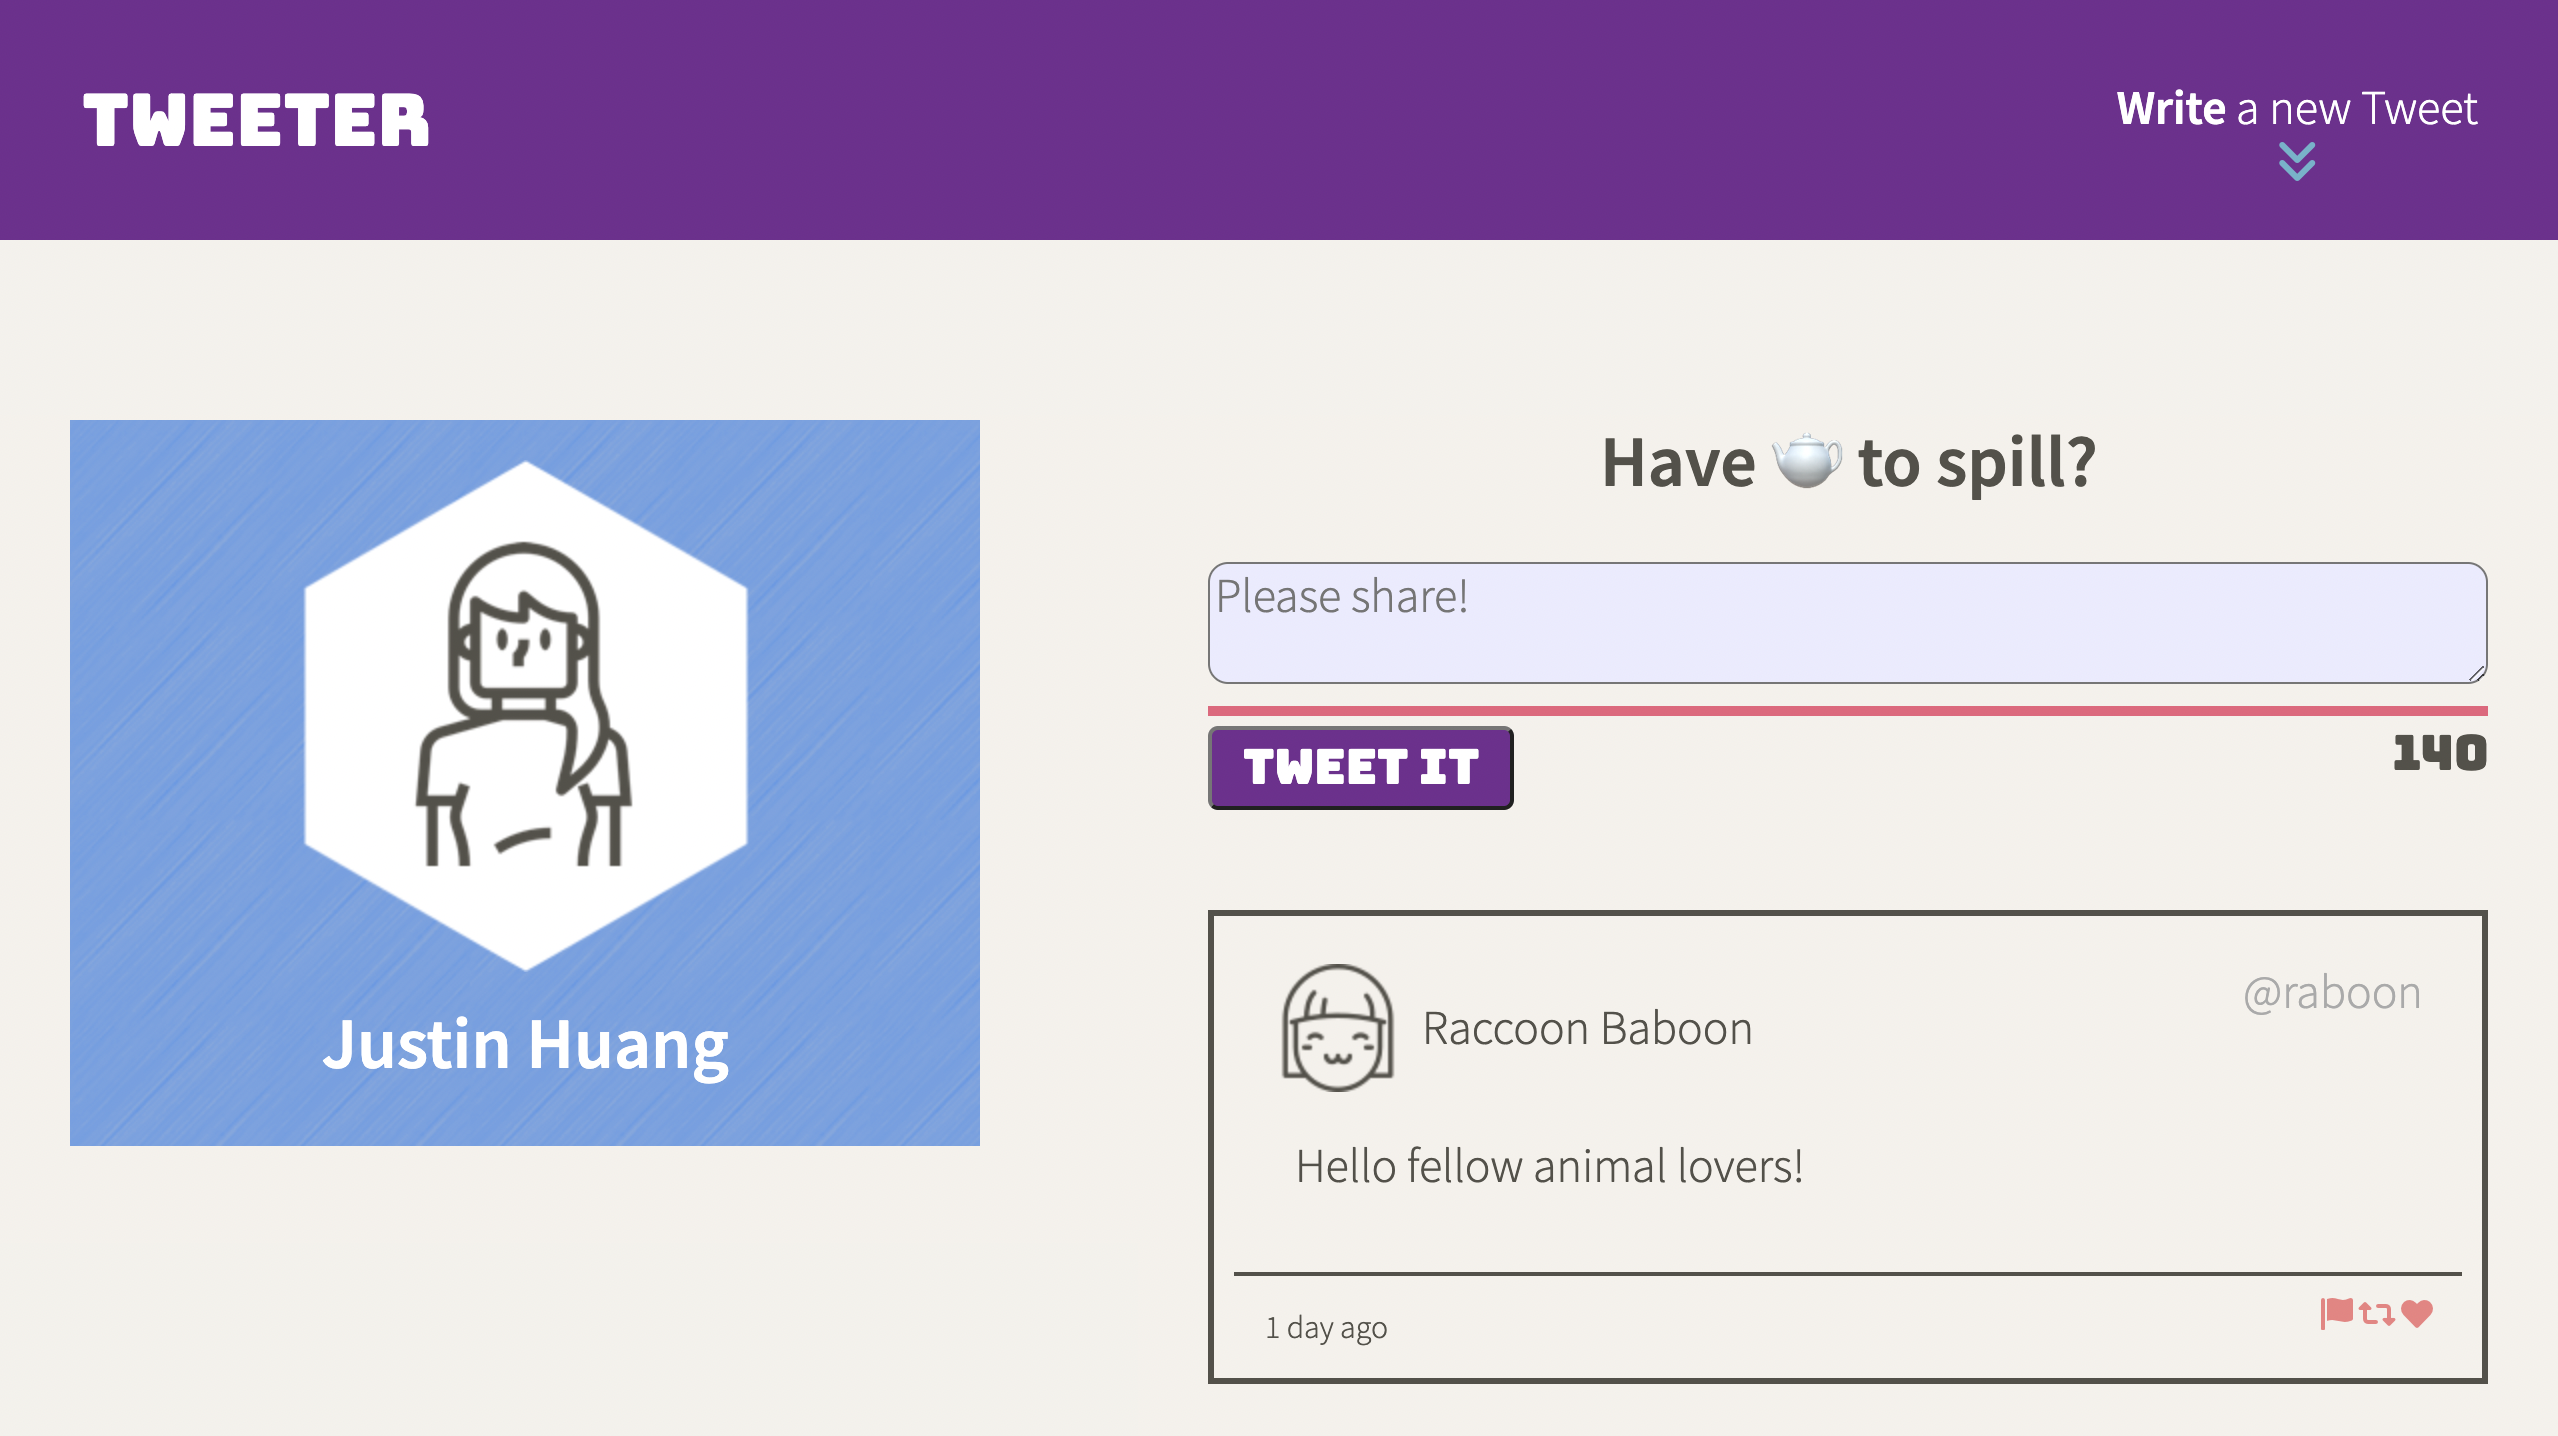 TWEETER
Write a new Tweet
Justin Huang
Have 🫖 to spill?
Please share!
TWEET IT
140
Raccoon Baboon
@raboon
Hello fellow animal lovers!
1 day ago